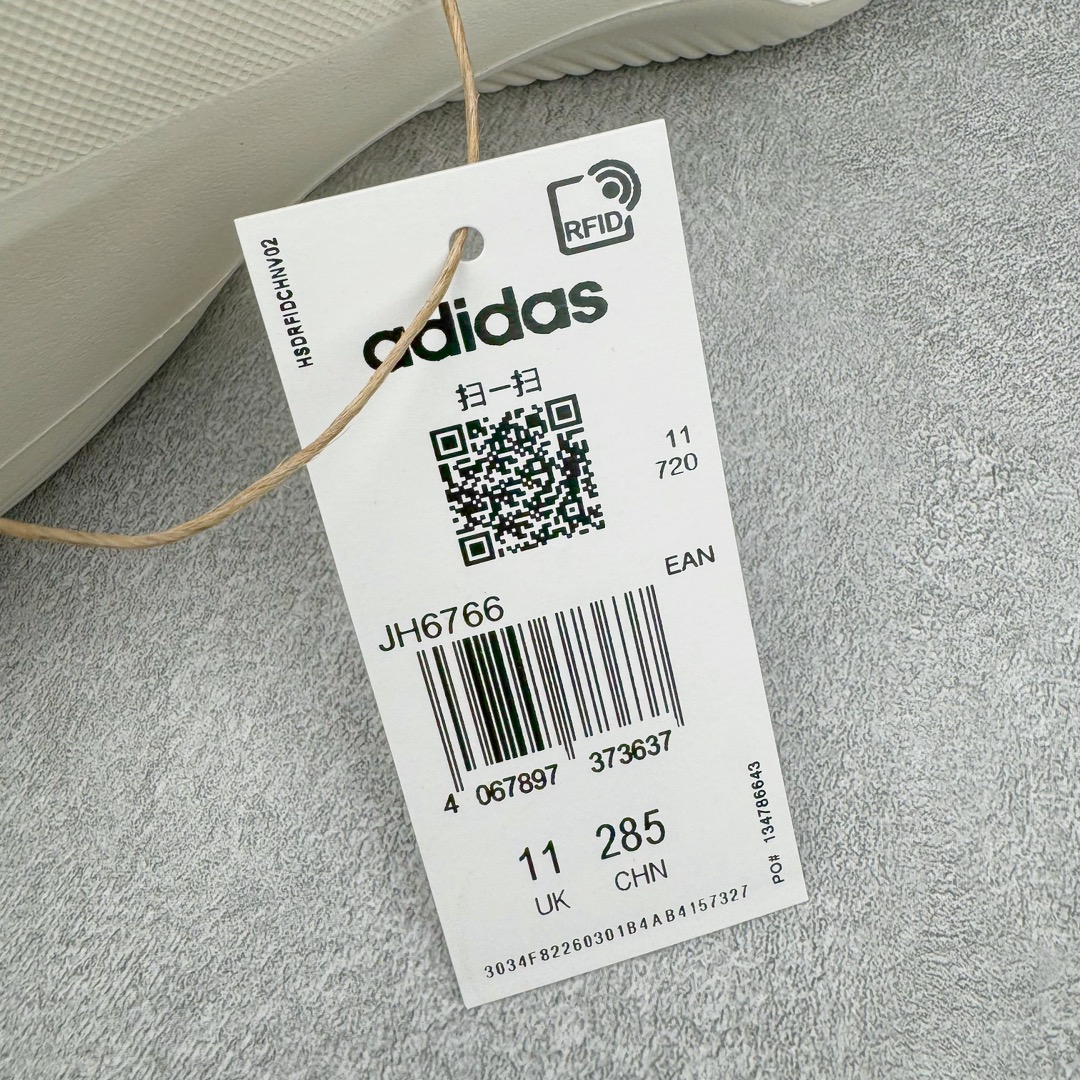 RFID
HSDRFIDCHNV02
adidas
扫一扫
11
720
EAN
JH6766
4 067897 373637
11 285
UK CHN
PO# 134786643
3034F82260301B4AB4157327